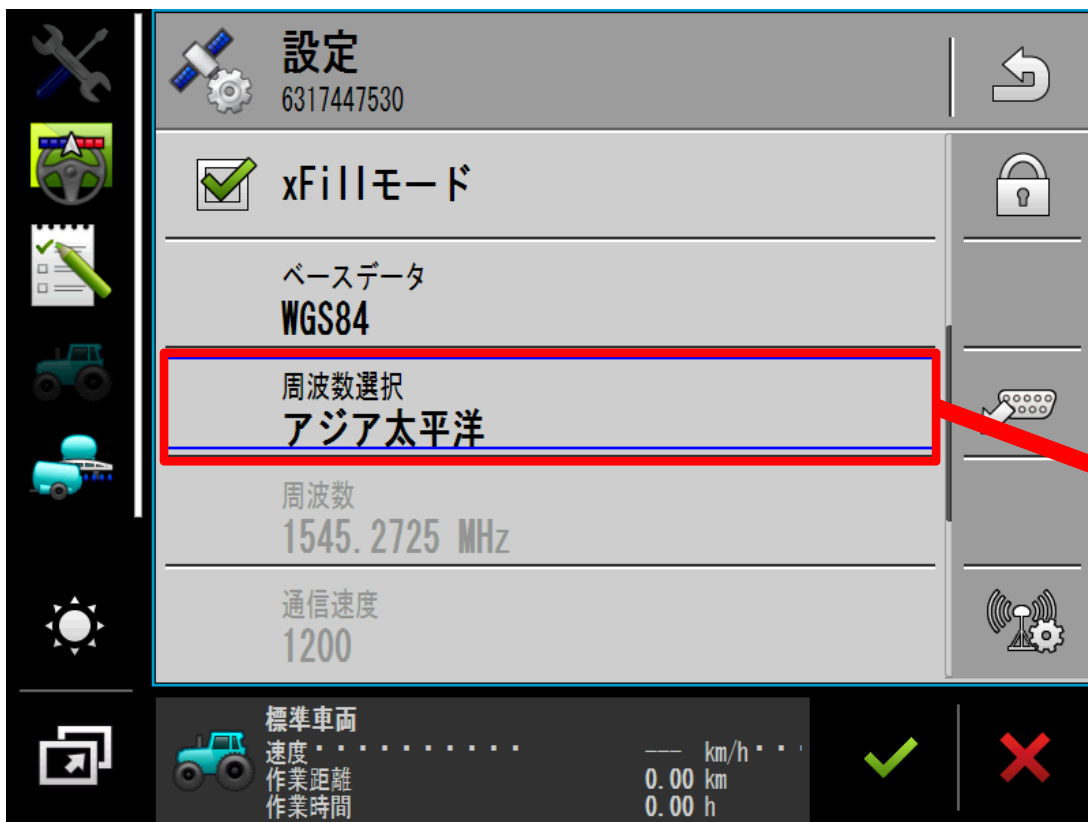 設定
6317447530
xFillモード
ベースデータ
WGS84
周波数選択
アジア太平洋
周波数
1545.2725 MHz
通信速度
1200
標準車両
速度・・・・・・・・・・ --- km/h・・・
作業距離 0.00 km
作業時間 0.00 h